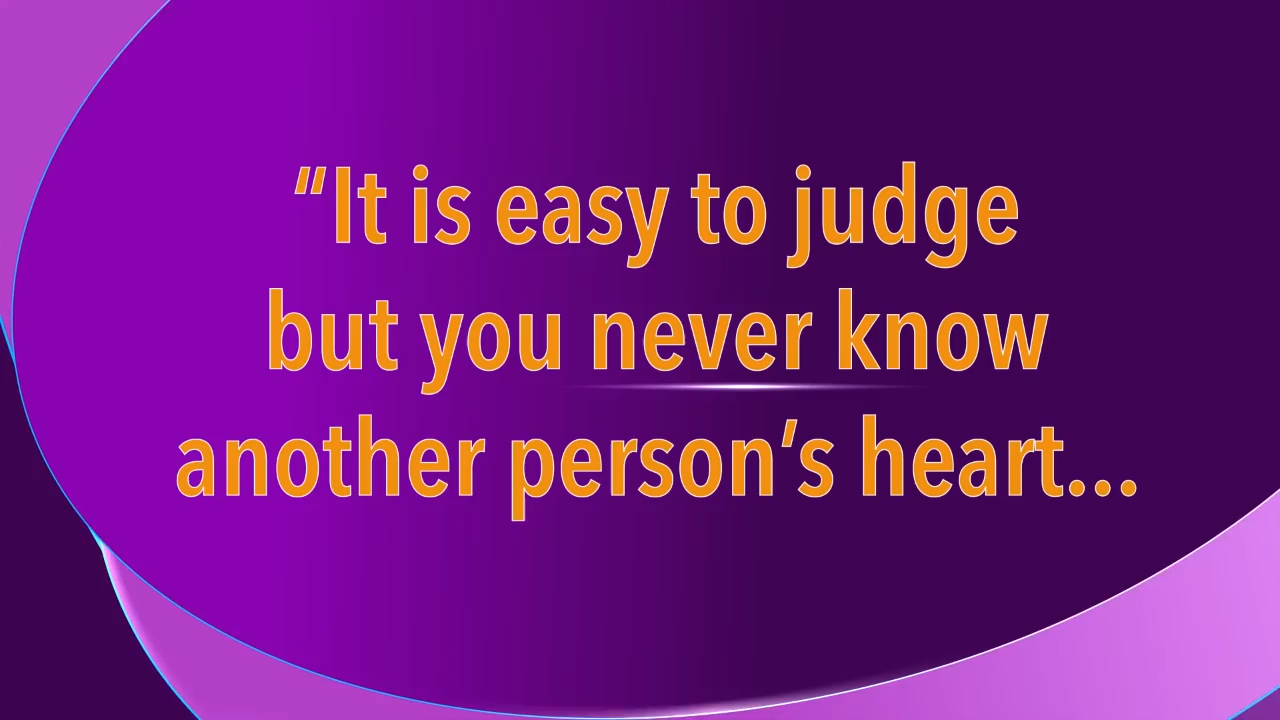 “It is easy to judge
but you never know
another person’s heart...